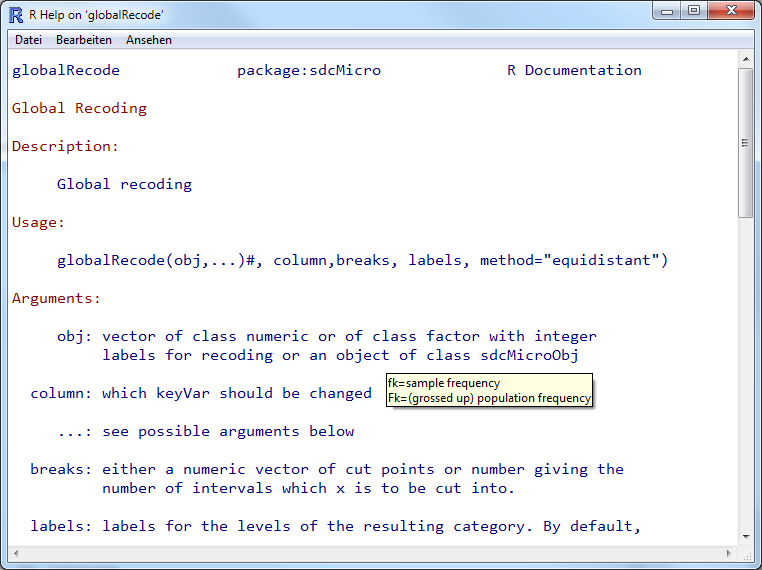 R Help on 'globalRecode'
Datei Bearbeiten Ansehen
globalRecode package:sdcMicro R Documentation
Global Recoding
Description:
Global recoding
Usage:
globalRecode(obj,...)#, column,breaks, labels, method="equidistant")
Arguments:
obj: vector of class numeric or of class factor with integer
labels for recoding or an object of class sdcMicroObj
column: which keyVar should be changed
fk=sample frequency
Fk=(grossed up) population frequency
...: see possible arguments below
breaks: either a numeric vector of cut points or number giving the
number of intervals which x is to be cut into.
labels: labels for the levels of the resulting category. By default,